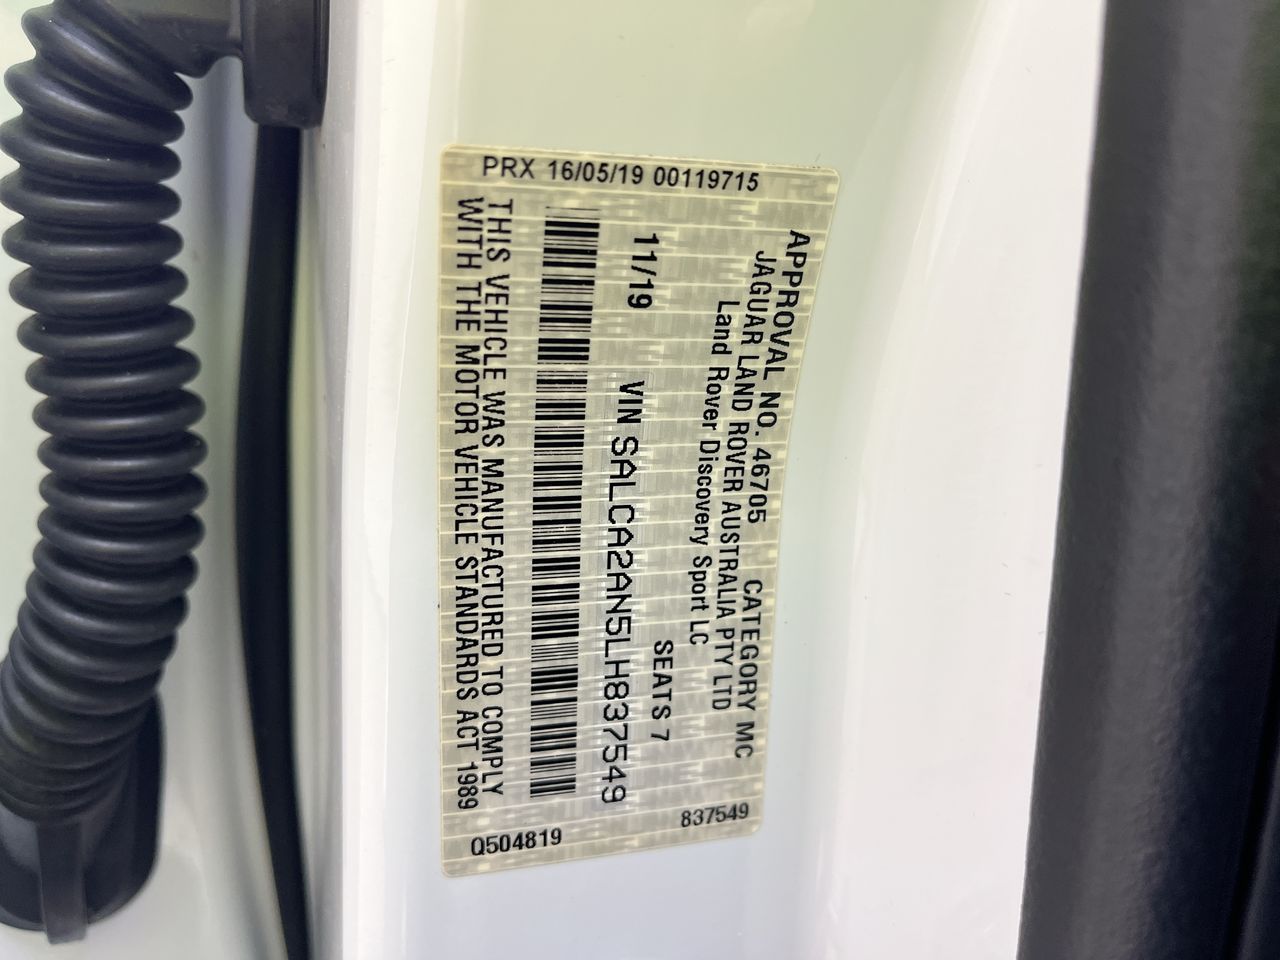 PRX 16/05/19 00119715
APPROVAL NO. 46705 CATEGORY MC
JAGUAR LAND ROVER AUSTRALIA PTY LTD
Land Rover Discovery Sport LC
SEATS 7
11/19 VIN SALCA2AN5LH837549
THIS VEHICLE WAS MANUFACTURED TO COMPLY
WITH THE MOTOR VEHICLE STANDARDS ACT 1989
837549
Q504819